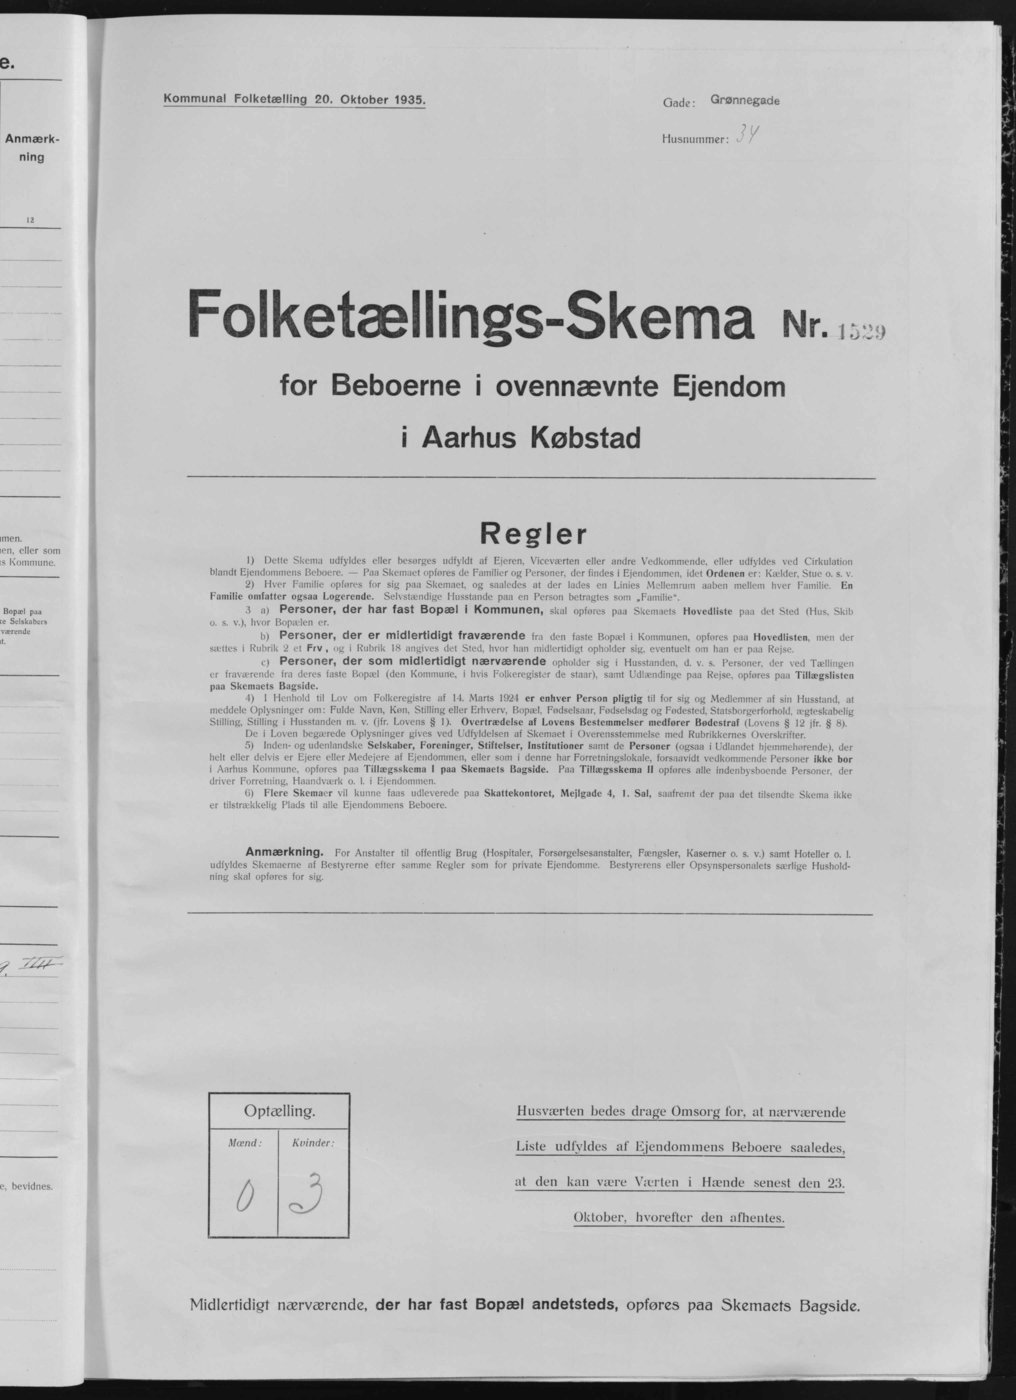 e.
Anmærk-
ning
12
men.
en, eller som
s Kommune.
Bopæl paa
Selskabers
værende
e, bevidnes.
Kommunal Folketælling 20. Oktober 1935.
Gade: Grønnegade
Husnummer: 34
Folketællings-Skema Nr. 1529
for Beboerne i ovennævnte Ejendom
i Aarhus Købstad
Regler
1) Dette Skema udfyldes eller besørges udfyldt af Ejeren, Viceværten eller andre Vedkommende, eller udfyldes ved Cirkulation
blandt Ejendommens Beboere. — Paa Skemaet opføres de Familier og Personer, der findes i Ejendommen, idet Ordenen er: Kælder, Stue o. s. v.
2) Hver Familie opføres for sig paa Skemaet, og saaledes at der lades en Linies Mellemrum aaben mellem hver Familie. En
Familie omfatter ogsaa Logerende. Selvstændige Husstande paa en Person betragtes som „Familie“.
3 a) Personer, der har fast Bopæl i Kommunen, skal opføres paa Skemaets Hovedliste paa det Sted (Hus, Skib
o. s. v.), hvor Bopælen er.
b) Personer, der er midlertidigt fraværende fra den faste Bopæl i Kommunen, opføres paa Hovedlisten, men der
sættes i Rubrik 2 et Frv, og i Rubrik 18 angives det Sted, hvor han midlertidigt opholder sig, eventuelt om han er paa Rejse.
c) Personer, der som midlertidigt nærværende opholder sig i Husstanden, d. v. s. Personer, der ved Tællingen
er fraværende fra deres faste Bopæl (den Kommune, i hvis Folkeregister de staar), samt Udlændinge paa Rejse, opføres paa Tillægslisten
paa Skemaets Bagside.
4) I Henhold til Lov om Folkeregistre af 14. Marts 1924 er enhver Person pligtig til for sig og Medlemmer af sin Husstand, at
meddele Oplysninger om: Fulde Navn, Køn, Stilling eller Erhverv, Bopæl, Fødselsaar, Fødselsdag og Fødested, Statsborgerforhold, ægteskabelig
Stilling, Stilling i Husstanden m. v. (jfr. Lovens § 1). Overtrædelse af Lovens Bestemmelser medfører Bødestraf (Lovens § 12 jfr. § 8).
De i Loven begærede Oplysninger gives ved Udfyldelsen af Skemaet i Overensstemmelse med Rubrikkernes Overskrifter.
5) Inden- og udenlandske Selskaber, Foreninger, Stiftelser, Institutioner samt de Personer (ogsaa i Udlandet hjemmehørende), der
helt eller delvis er Ejere eller Medejere af Ejendommen, eller som i denne har Forretningslokale, forsaavidt vedkommende Personer ikke bor
i Aarhus Kommune, opføres paa Tillægsskema I paa Skemaets Bagside. Paa Tillægsskema II opføres alle indenbysboende Personer, der
driver Forretning, Haandværk o. l. i Ejendommen.
6) Flere Skemaer vil kunne faas udleverede paa Skattekontoret, Mejlgade 4, 1. Sal, saafremt der paa det tilsendte Skema ikke
er tilstrækkelig Plads til alle Ejendommens Beboere.
Anmærkning. For Anstalter til offentlig Brug (Hospitaler, Forsørgelsesanstalter, Fængsler, Kaserner o. s. v.) samt Hoteller o. l.
udfyldes Skemaerne af Bestyrerne efter samme Regler som for private Ejendomme. Bestyrerens eller Opsynspersonalets særlige Hushold-
ning skal opføres for sig.
Optælling.
Mænd: Kvinder:
0 3
Husværten bedes drage Omsorg for, at nærværende
Liste udfyldes af Ejendommens Beboere saaledes,
at den kan være Værten i Hænde senest den 23.
Oktober, hvorefter den afhentes.
Midlertidigt nærværende, der har fast Bopæl andetsteds, opføres paa Skemaets Bagside.